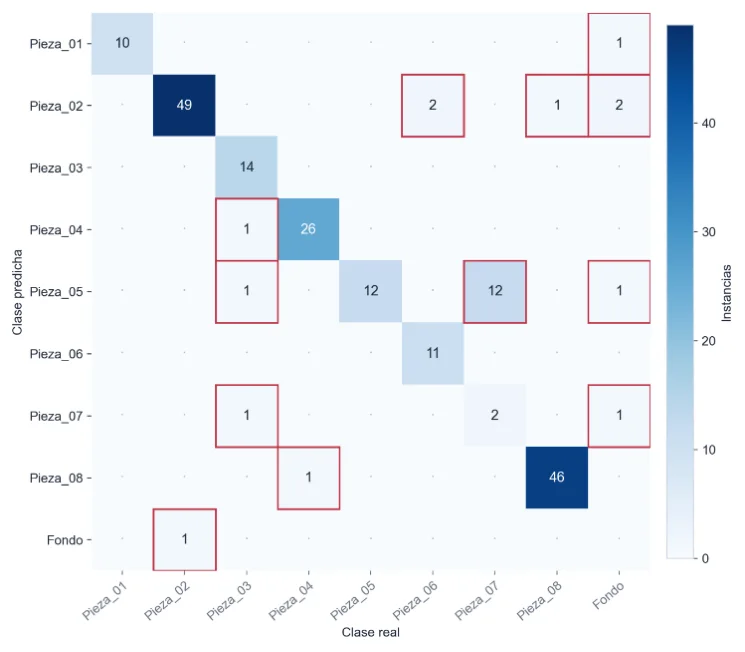 Pieza_01
10
1
Pieza_02
49
2
1
2
40
Pieza_03
14
Pieza_04
1
26
30
Clase predicha
Pieza_05
1
12
12
1
Instancias
20
Pieza_06
11
Pieza_07
1
2
1
10
Pieza_08
1
46
Fondo
1
0
Pieza_01
Pieza_02
Pieza_03
Pieza_04
Pieza_05
Pieza_06
Pieza_07
Pieza_08
Fondo
Clase real